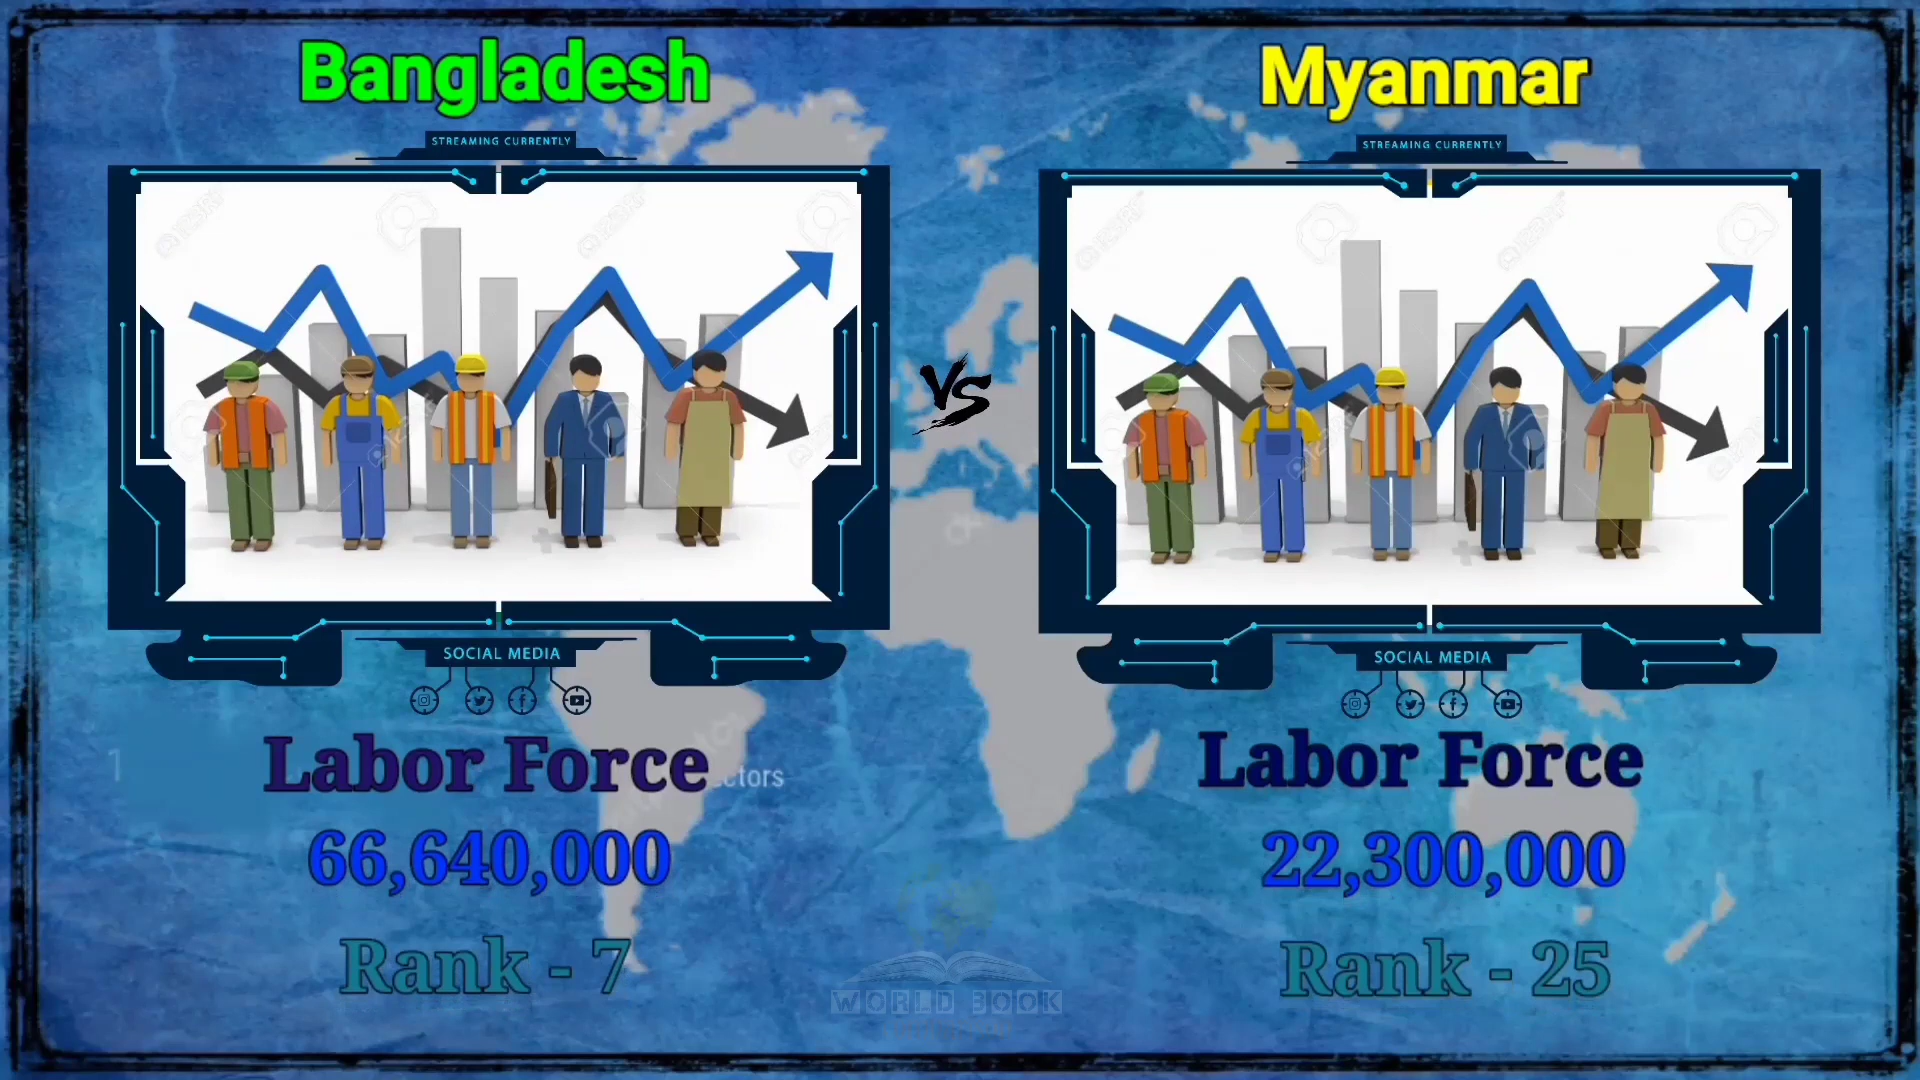 Bangladesh
Myanmar
STREAMING CURRENTLY
STREAMING CURRENTLY
VS
SOCIAL MEDIA
SOCIAL MEDIA
Labor Force
Labor Force
66,640,000
22,300,000
Rank - 7
Rank - 25
WORLD BOOK